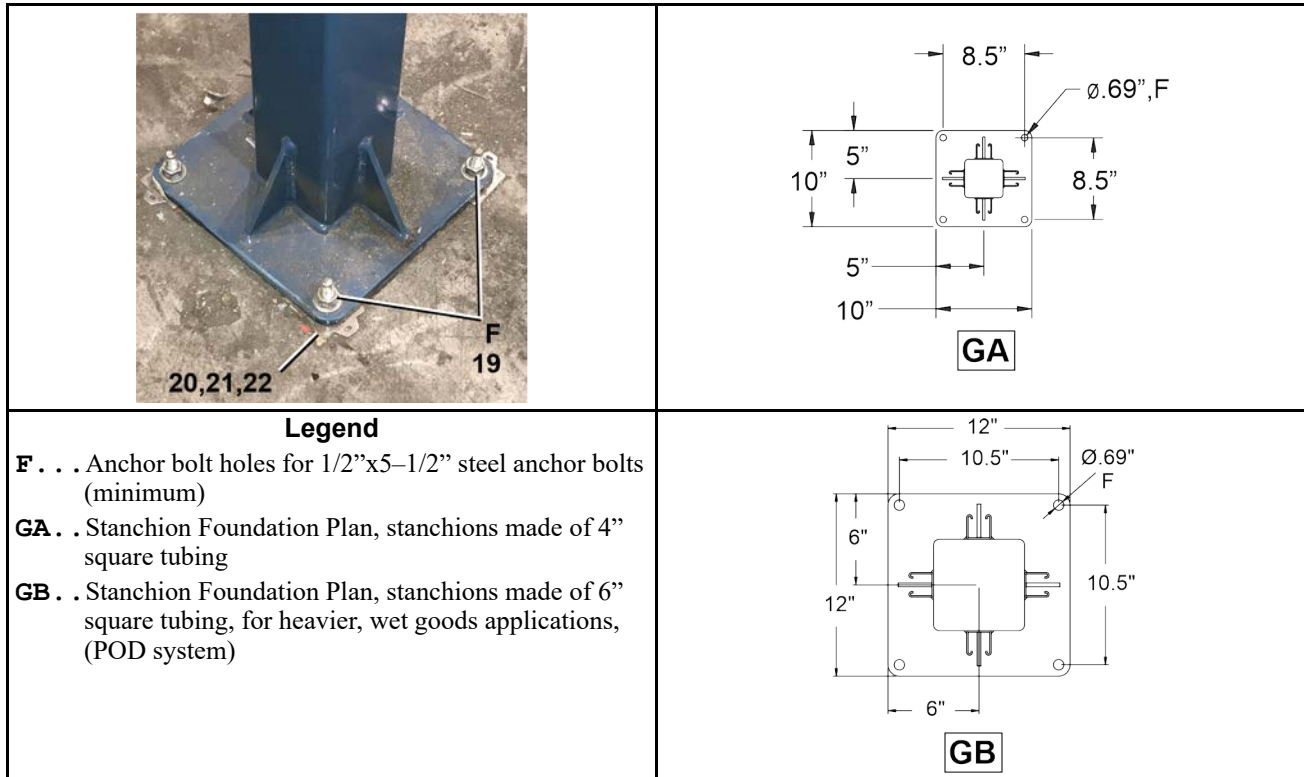 F
19
20,21,22
8.5”
ø.69”,F
5”
10”
8.5”
5”
10”
GA
Legend
F... Anchor bolt holes for 1/2”x5–1/2” steel anchor bolts
(minimum)
GA.. Stanchion Foundation Plan, stanchions made of 4”
square tubing
GB.. Stanchion Foundation Plan, stanchions made of 6”
square tubing, for heavier, wet goods applications,
(POD system)
12"
10.5"
Ø.69"
F
6"
12"
10.5"
6"
GB